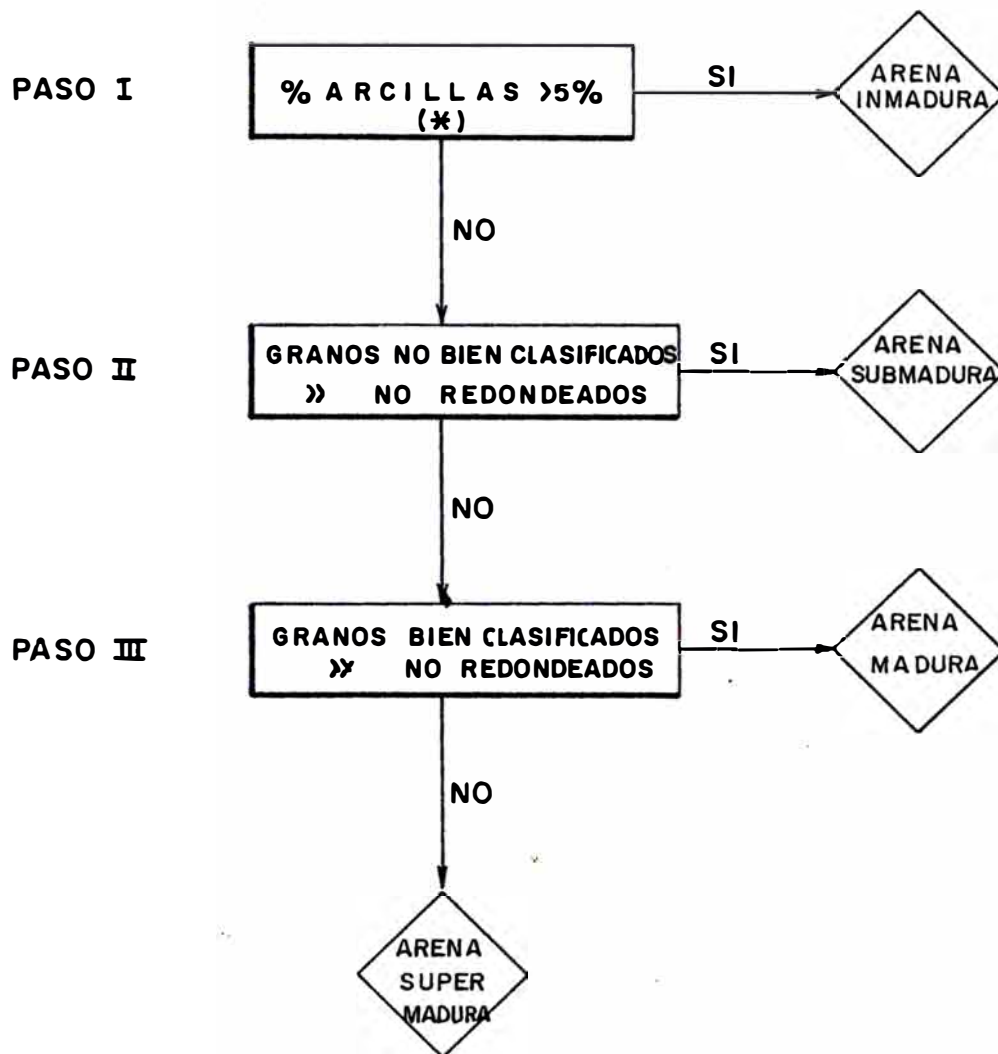 PASO I
% ARCILLAS >5%
(*)
SI
ARENA
INMADURA
NO
PASO II
GRANOS NO BIEN CLASIFICADOS
» NO REDONDEADOS
SI
ARENA
SUBMADURA
NO
PASO III
GRANOS BIEN CLASIFICADOS
» NO REDONDEADOS
SI
ARENA
MADURA
NO
ARENA
SUPER
MADURA